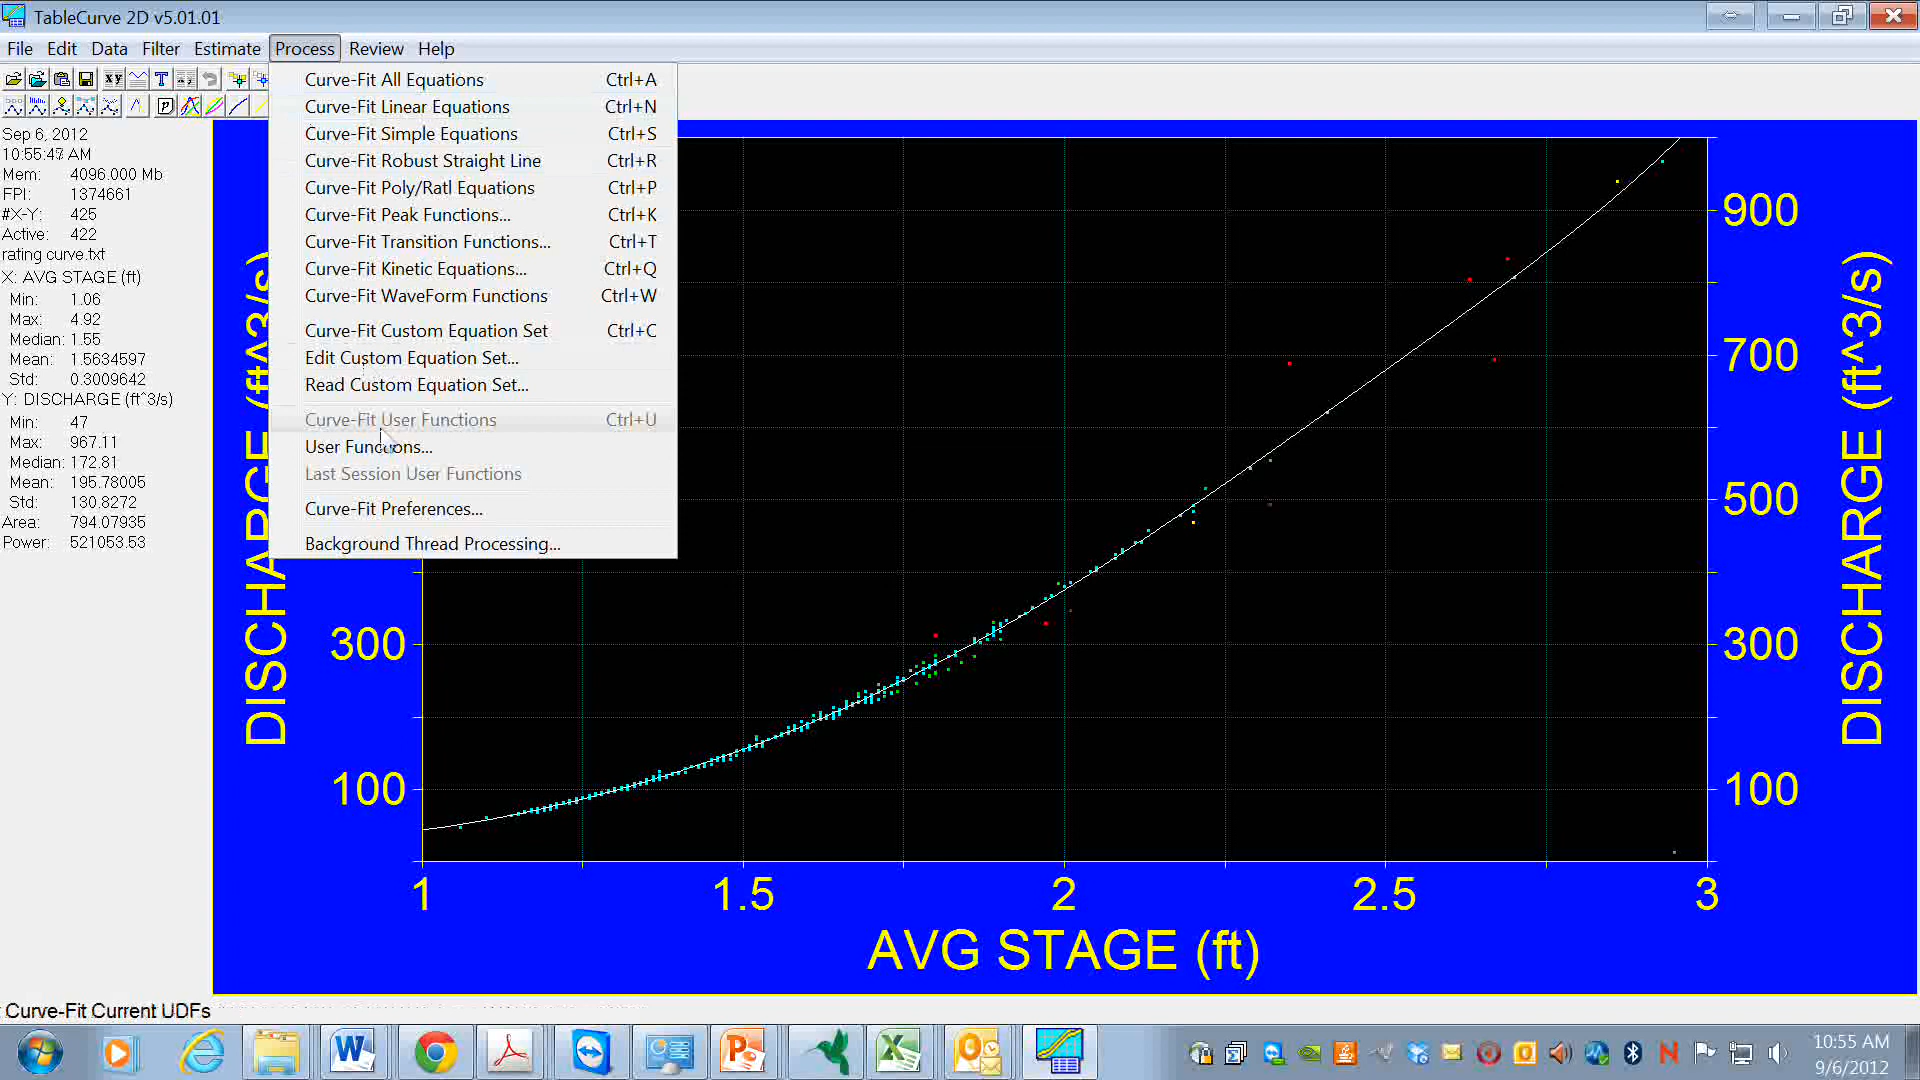 TableCurve 2D v5.01.01
File Edit Data Filter Estimate Process Review Help
Curve-Fit All Equations Ctrl+A
Curve-Fit Linear Equations Ctrl+N
Curve-Fit Simple Equations Ctrl+S
Curve-Fit Robust Straight Line Ctrl+R
Curve-Fit Poly/Ratl Equations Ctrl+P
Curve-Fit Peak Functions... Ctrl+K
Curve-Fit Transition Functions... Ctrl+T
Curve-Fit Kinetic Equations... Ctrl+Q
Curve-Fit WaveForm Functions Ctrl+W
Curve-Fit Custom Equation Set Ctrl+C
Edit Custom Equation Set...
Read Custom Equation Set...
Curve-Fit User Functions Ctrl+U
User Functions...
Last Session User Functions
Curve-Fit Preferences...
Background Thread Processing...
Sep 6, 2012
Mem: 4096.000 Mb
FPI: 1374661
#X-Y: 425
Active: 422
rating curve.txt
X: AVG STAGE (ft)
Min: 1.06
Max: 4.92
Median: 1.55
Mean: 1.5634597
Std: 0.3009642
Y: DISCHARGE (ft^3/s)
Min: 47
Max: 967.11
Median: 172.81
Mean: 195.78005
Std: 130.8272
Area: 794.07935
Power: 521053.53
DISCHARGE (ft^3/s)
300
100
900
700
500
300
100
DISCHARGE (ft^3/s)
1 1.5 2 2.5 3
AVG STAGE (ft)
Curve-Fit Current UDFs
10:55 AM
9/6/2012